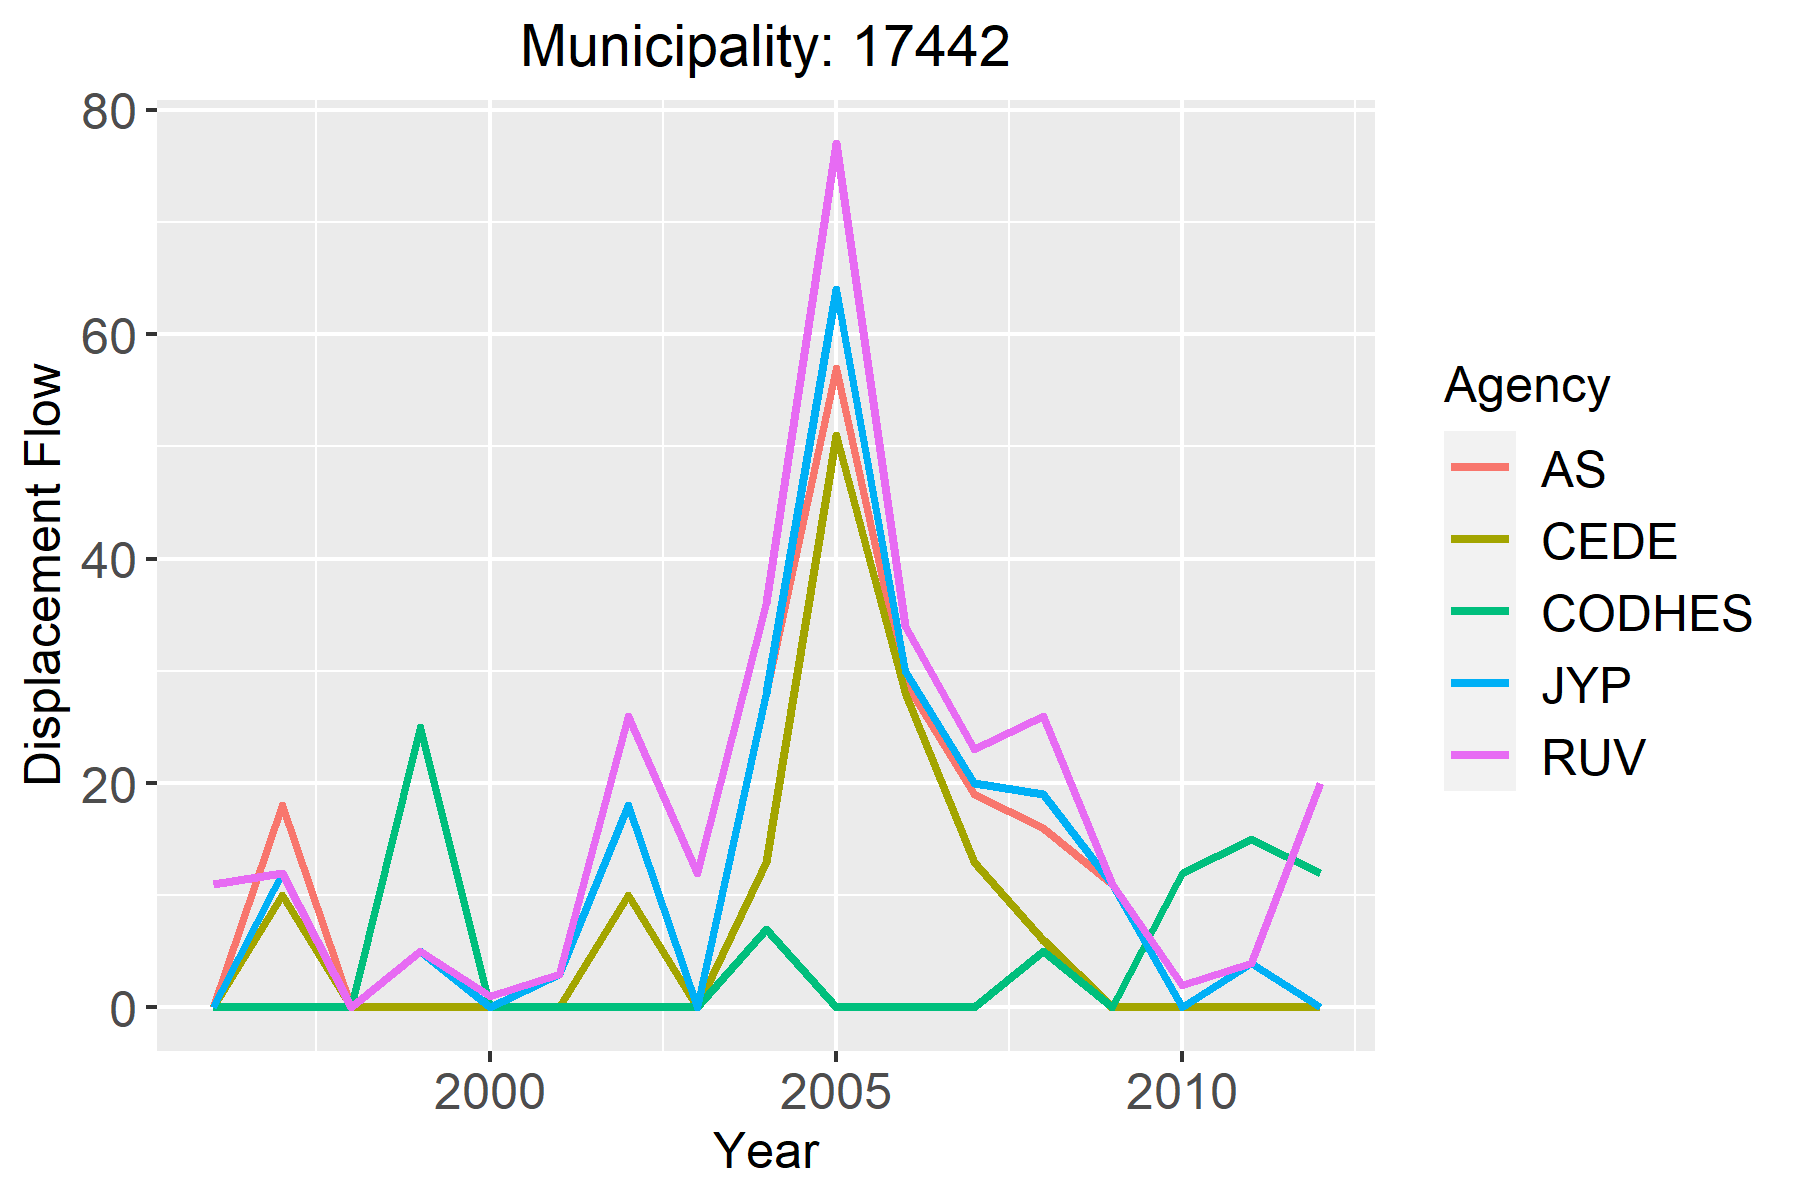 Municipality: 17442
80
60
40
20
0
Displacement Flow
2000 2005 2010
Year
Agency
AS
CEDE
CODHES
JYP
RUV